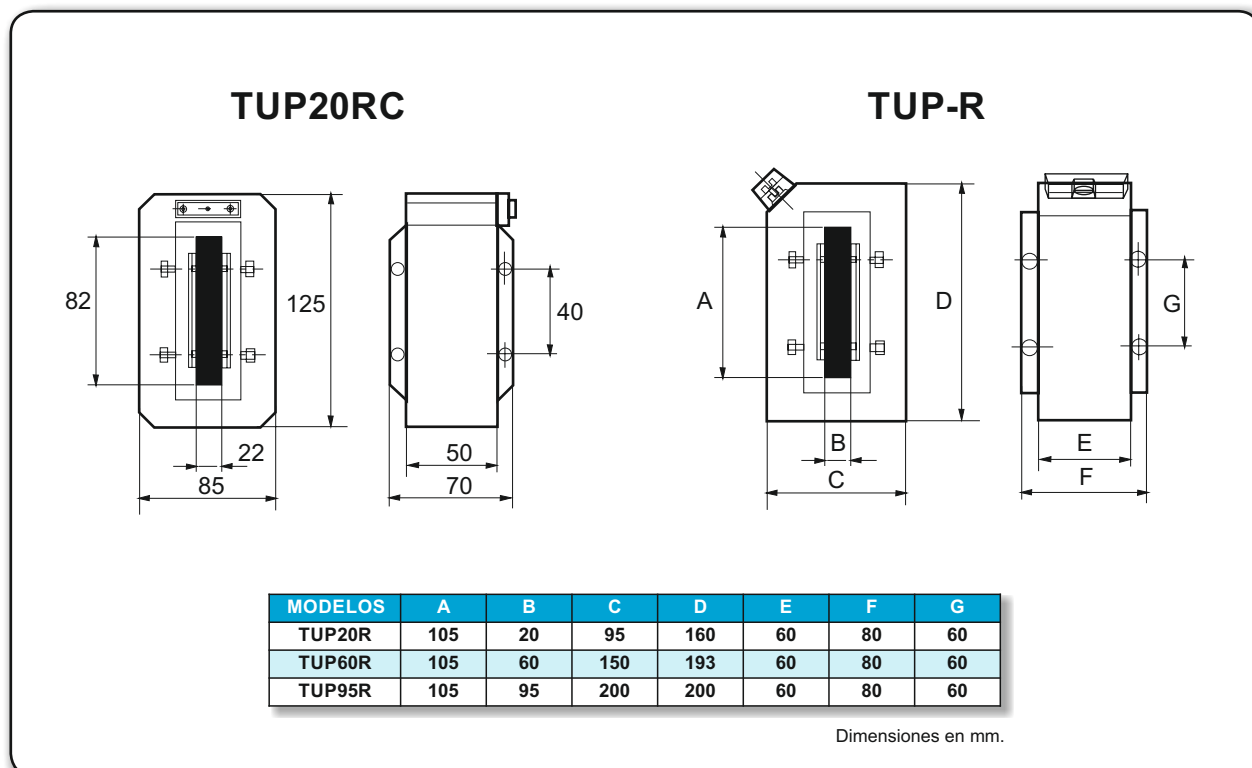 TUP20RC
TUP-R
82
125
22
85
40
50
70
A
D
B
C
G
E
F
MODELOS A B C D E F G
TUP20R 105 20 95 160 60 80 60
TUP60R 105 60 150 193 60 80 60
TUP95R 105 95 200 200 60 80 60
Dimensiones en mm.